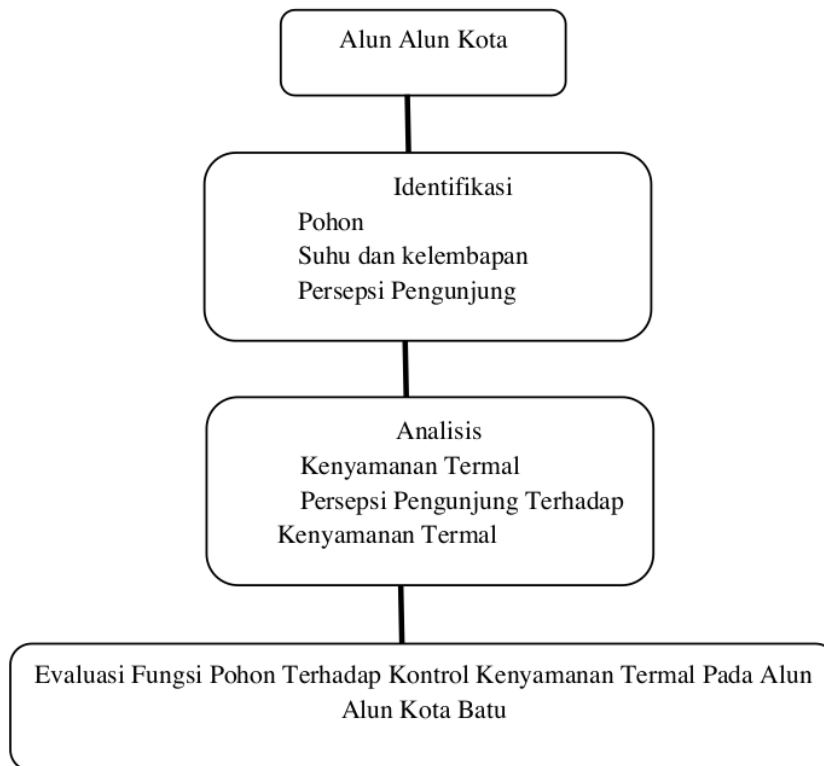 Alun Alun Kota
Identifikasi
Pohon
Suhu dan kelembapan
Persepsi Pengunjung
Analisis
Kenyamanan Termal
Persepsi Pengunjung Terhadap
Kenyamanan Termal
Evaluasi Fungsi Pohon Terhadap Kontrol Kenyamanan Termal Pada Alun
Alun Kota Batu